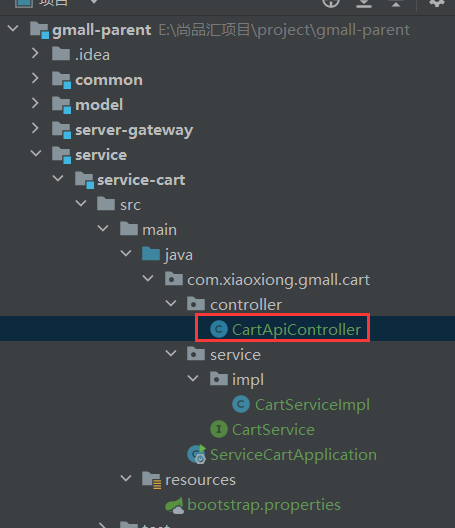 项目
gmall-parent E:\尚品汇项目\project\gmall-parent
.idea
common
model
server-gateway
service
service-cart
src
main
java
com.xiaoxiong.gmall.cart
controller
CartApiController
service
impl
CartServiceImpl
CartService
ServiceCartApplication
resources
bootstrap.properties
test